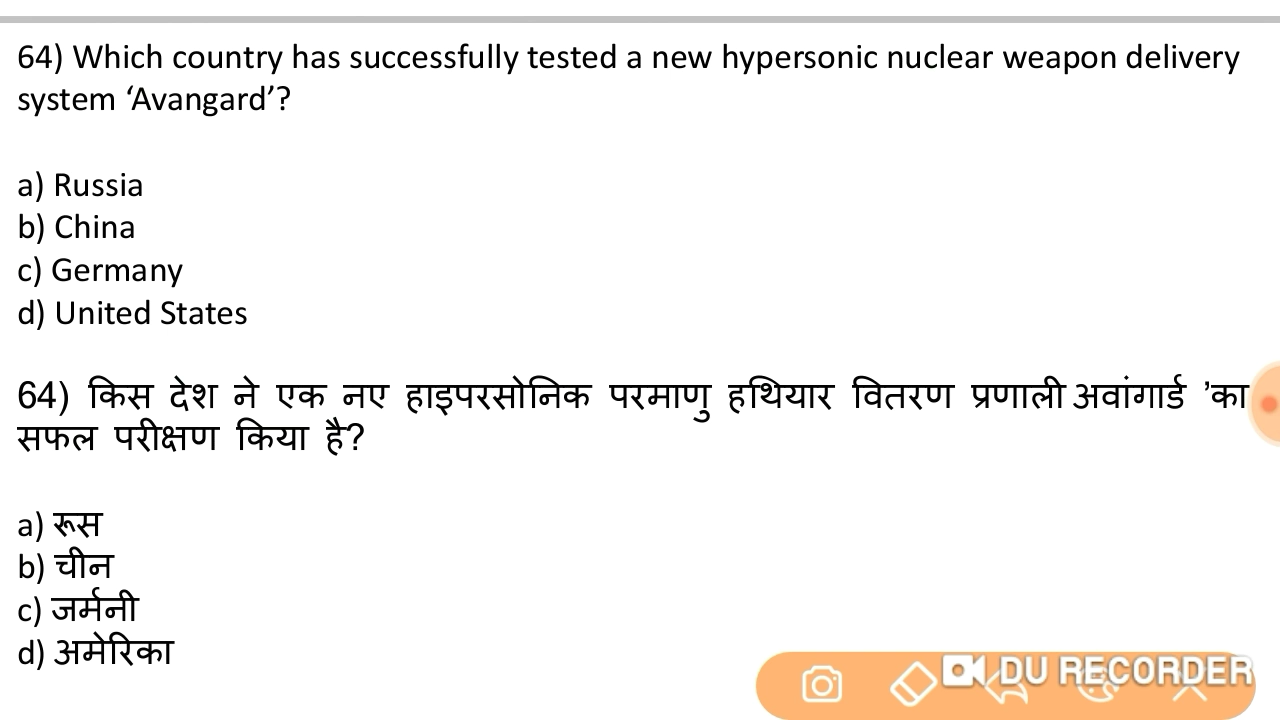 64) Which country has successfully tested a new hypersonic nuclear weapon delivery
system ‘Avangard’?
a) Russia
b) China
c) Germany
d) United States
64) किस देश ने एक नए हाइपरसोनिक परमाणु हथियार वितरण प्रणाली अवांगार्ड ’का
सफल परीक्षण किया है?
a) रूस
b) चीन
c) जर्मनी
d) अमेरिका
DU RECORDER